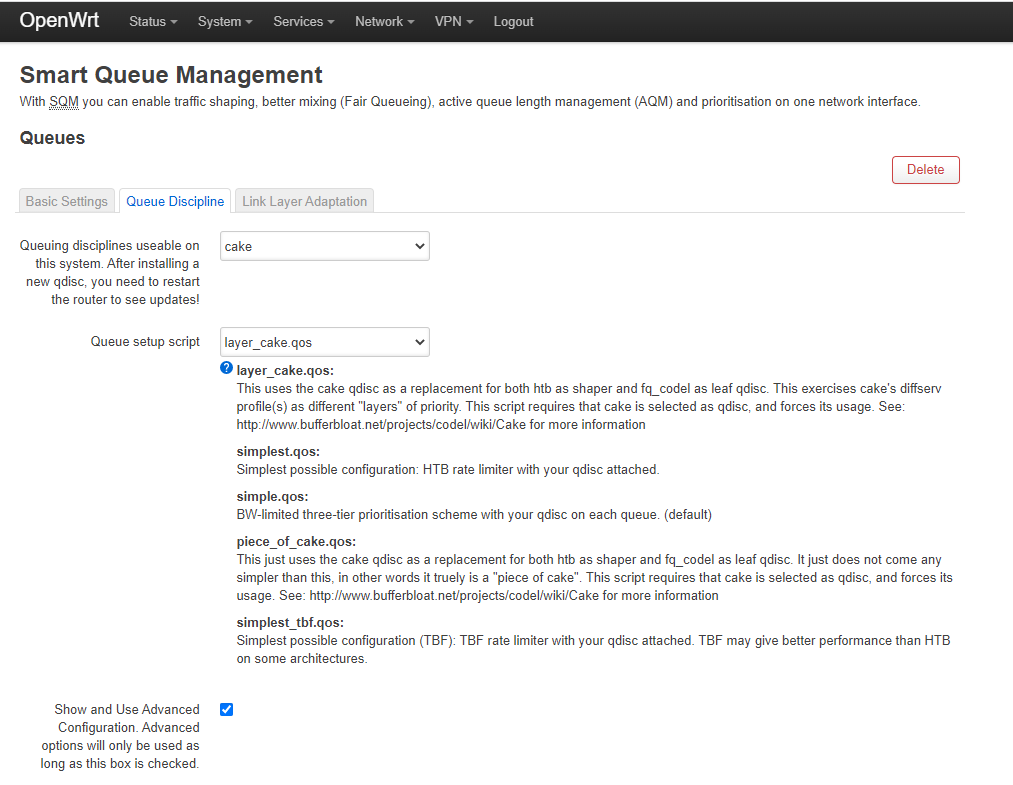 OpenWrt Status System Services Network VPN Logout
Smart Queue Management
With SQM you can enable traffic shaping, better mixing (Fair Queueing), active queue length management (AQM) and prioritisation on one network interface.
Queues
Delete
Basic Settings Queue Discipline Link Layer Adaptation
Queuing disciplines useable on
this system. After installing a
new qdisc, you need to restart
the router to see updates!
cake
Queue setup script
layer_cake.qos
?
layer_cake.qos:
This uses the cake qdisc as a replacement for both htb as shaper and fq_codel as leaf qdisc. This exercises cake's diffserv
profile(s) as different "layers" of priority. This script requires that cake is selected as qdisc, and forces its usage. See:
http://www.bufferbloat.net/projects/codel/wiki/Cake for more information
simplest.qos:
Simplest possible configuration: HTB rate limiter with your qdisc attached.
simple.qos:
BW-limited three-tier prioritisation scheme with your qdisc on each queue. (default)
piece_of_cake.qos:
This just uses the cake qdisc as a replacement for both htb as shaper and fq_codel as leaf qdisc. It just does not come any
simpler than this, in other words it truely is a "piece of cake". This script requires that cake is selected as qdisc, and forces its
usage. See: http://www.bufferbloat.net/projects/codel/wiki/Cake for more information
simplest_tbf.qos:
Simplest possible configuration (TBF): TBF rate limiter with your qdisc attached. TBF may give better performance than HTB
on some architectures.
Show and Use Advanced
Configuration. Advanced
options will only be used as
long as this box is checked.